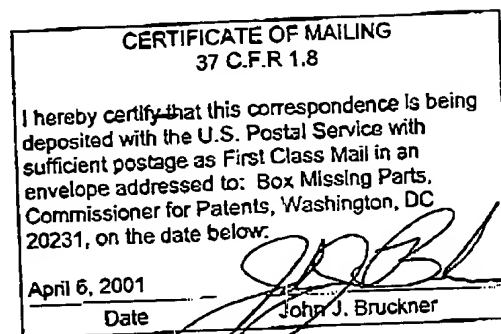 CERTIFICATE OF MAILING
37 C.F.R 1.8
I hereby certify that this correspondence is being
deposited with the U.S. Postal Service with
sufficient postage as First Class Mail in an
envelope addressed to: Box Missing Parts,
Commissioner for Patents, Washington, DC
20231, on the date below:
April 6, 2001
Date John J. Bruckner